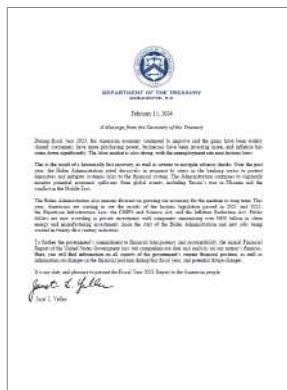 DEPARTMENT OF THE TREASURY
WASHINGTON, D.C.
February 15, 2024
A Message from the Secretary of the Treasury
During fiscal year 2023, the American economy continued to improve and the gains have been widely
shared: consumers have more purchasing power, businesses have been investing more, and inflation has
come down significantly. The labor market is also strong, with the unemployment rate near historic lows.
This is the result of a historically fast recovery, as well as actions to mitigate adverse shocks. Over the past
year, the Biden Administration acted decisively in response to stress in the banking sector to protect
depositors and mitigate systemic risks to the financial system. The Administration continues to vigilantly
monitor potential economic spillovers from global events, including Russia's war in Ukraine and the
conflict in the Middle East.
The Biden Administration also remains focused on growing our economy for the medium to long term. This
year, Americans are starting to see the results of the historic legislation passed in 2021 and 2022:
the Bipartisan Infrastructure Law, the CHIPS and Science Act, and the Inflation Reduction Act. Public
dollars are now crowding in private investment with companies announcing over $600 billion in clean
energy and manufacturing investments since the start of the Biden Administration and new jobs being
created in twenty-first century industries.
To further the government's commitment to financial transparency and accountability, the annual Financial
Report of the United States Government lays out comprehensive data and analysis on our nation's finances.
Here, you will find information on all aspects of the government's current financial position, as well as
information on changes in the financial position during this fiscal year, and potential future changes.
It is my duty and pleasure to present the Fiscal Year 2023 Report to the American people.
Janet L. Yellen
Janet L. Yellen